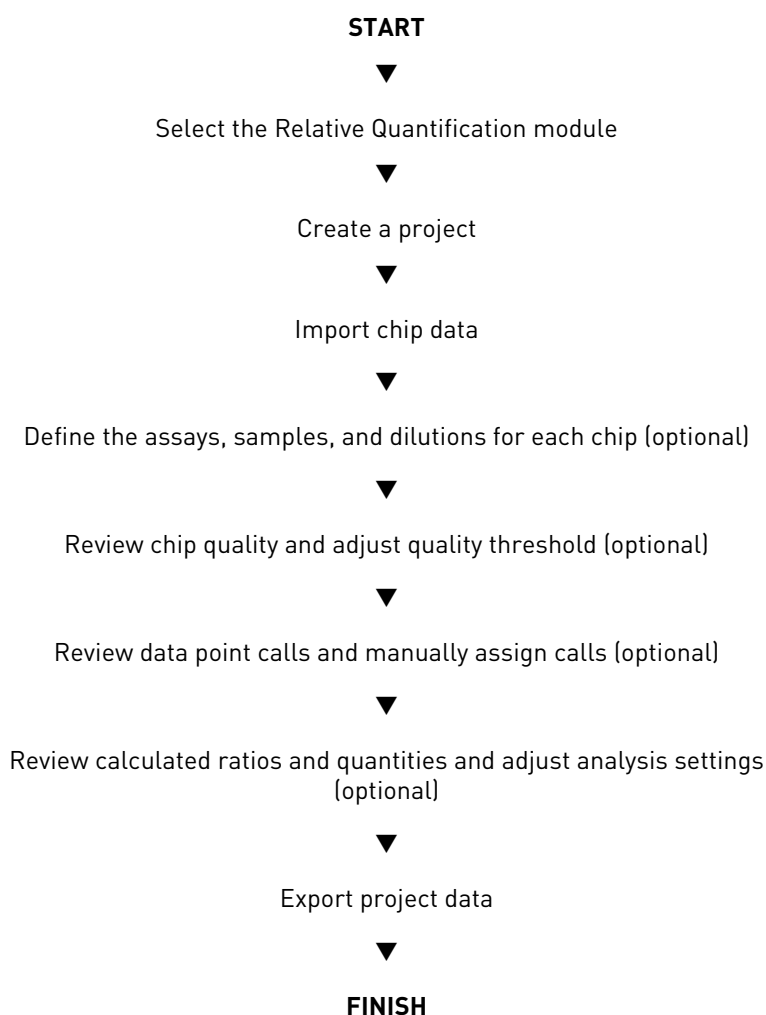 START
Select the Relative Quantification module
Create a project
Import chip data
Define the assays, samples, and dilutions for each chip (optional)
Review chip quality and adjust quality threshold (optional)
Review data point calls and manually assign calls (optional)
Review calculated ratios and quantities and adjust analysis settings
(optional)
Export project data
FINISH